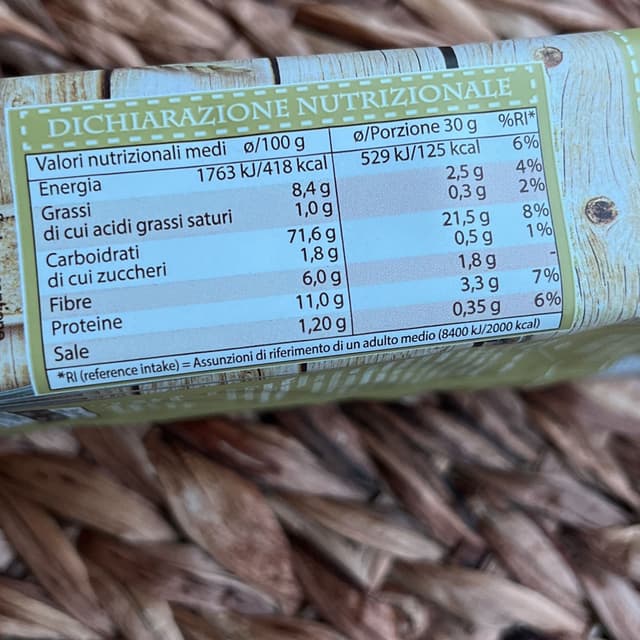 DICHIARAZIONE NUTRIZIONALE
Valori nutrizionali medi ø/100 g ø/Porzione 30 g %RI*
Energia 1763 kJ/418 kcal 529 kJ/125 kcal 6%
Grassi 8,4 g 2,5 g 4%
di cui acidi grassi saturi 1,0 g 0,3 g 2%
Carboidrati 71,6 g 21,5 g 8%
di cui zuccheri 1,8 g 0,5 g 1%
Fibre 6,0 g 1,8 g -
Proteine 11,0 g 3,3 g 7%
Sale 1,20 g 0,35 g 6%
*RI (reference intake) = Assunzioni di riferimento di un adulto medio (8400 kJ/2000 kcal)